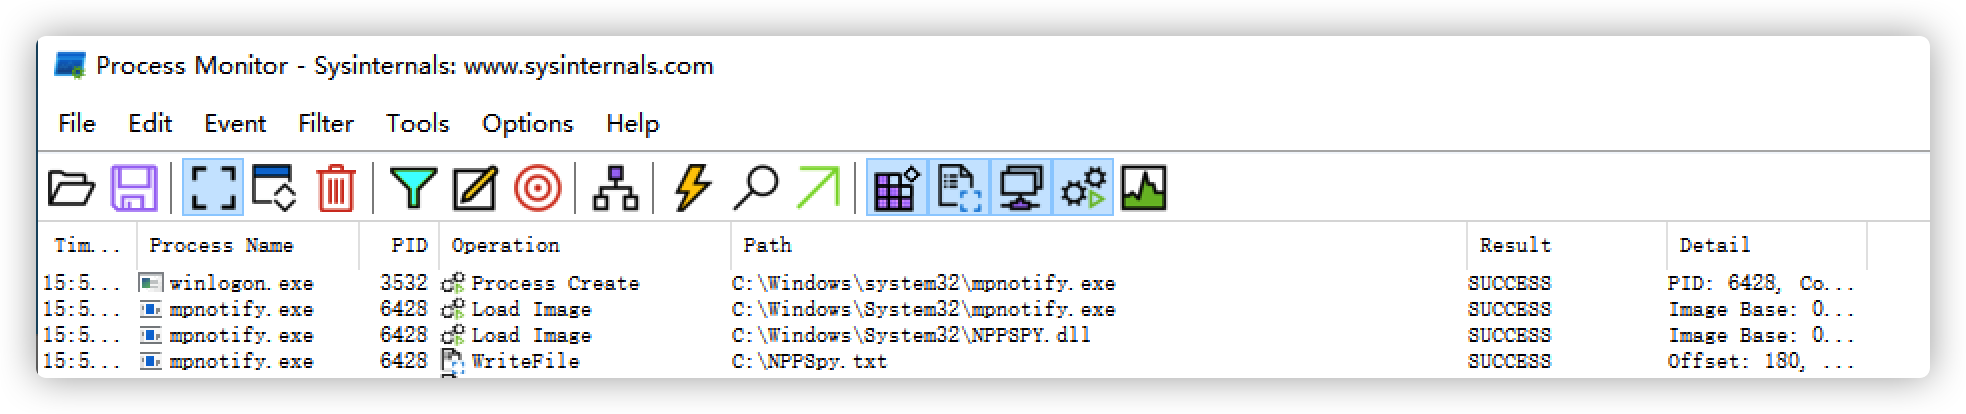 Process Monitor - Sysinternals: www.sysinternals.com
File Edit Event Filter Tools Options Help
Tim... Process Name PID Operation Path Result Detail
15:5... winlogon.exe 3532 Process Create C:\Windows\system32\mpnotify.exe SUCCESS PID: 6428, Co...
15:5... mpnotify.exe 6428 Load Image C:\Windows\system32\mpnotify.exe SUCCESS Image Base: 0...
15:5... mpnotify.exe 6428 Load Image C:\Windows\System32\NPPSPY.dll SUCCESS Image Base: 0...
15:5... mpnotify.exe 6428 WriteFile C:\NPPSpy.txt SUCCESS Offset: 180, ...